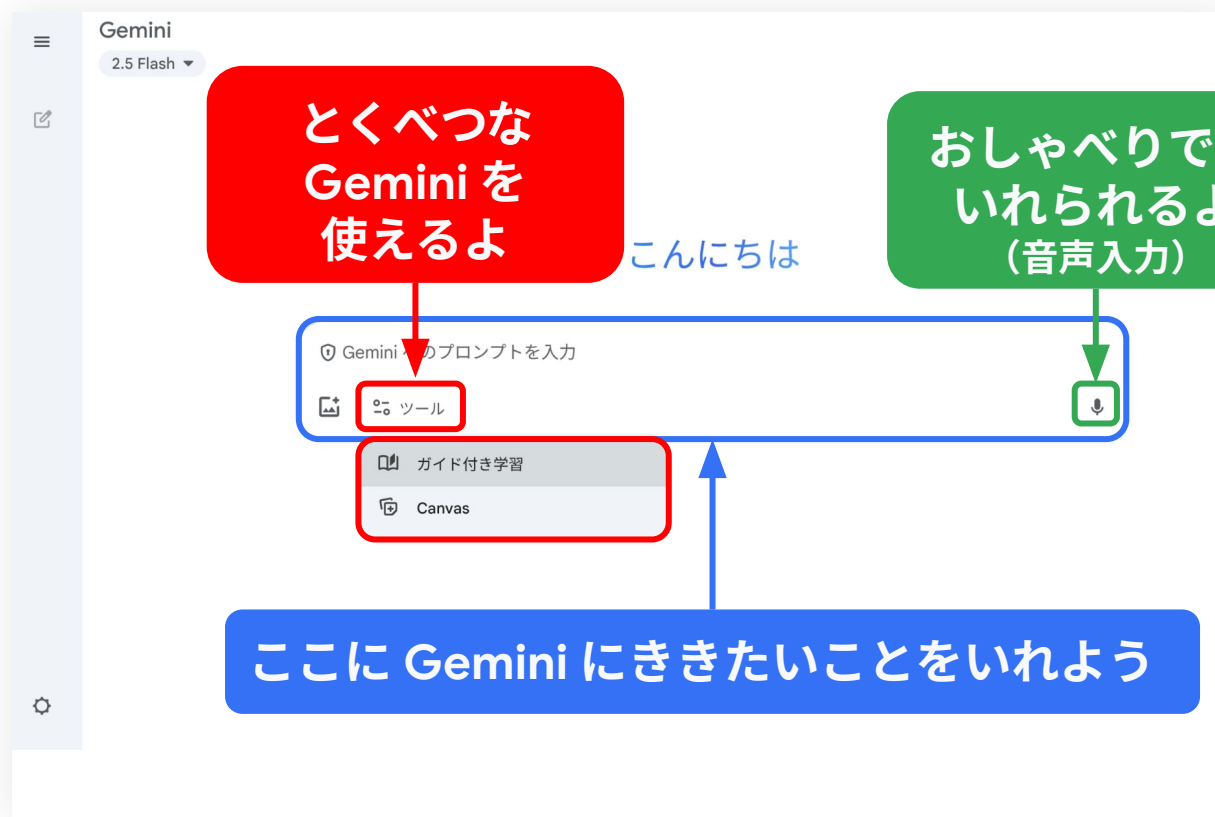 Gemini
2.5 Flash
とくべつな
Gemini を
使えるよ
おしゃべりで
いれられるよ
（音声入力）
こんにちは
Gemini のプロンプトを入力
ツール
ガイド付き学習
Canvas
ここに Gemini にききたいことをいれよう